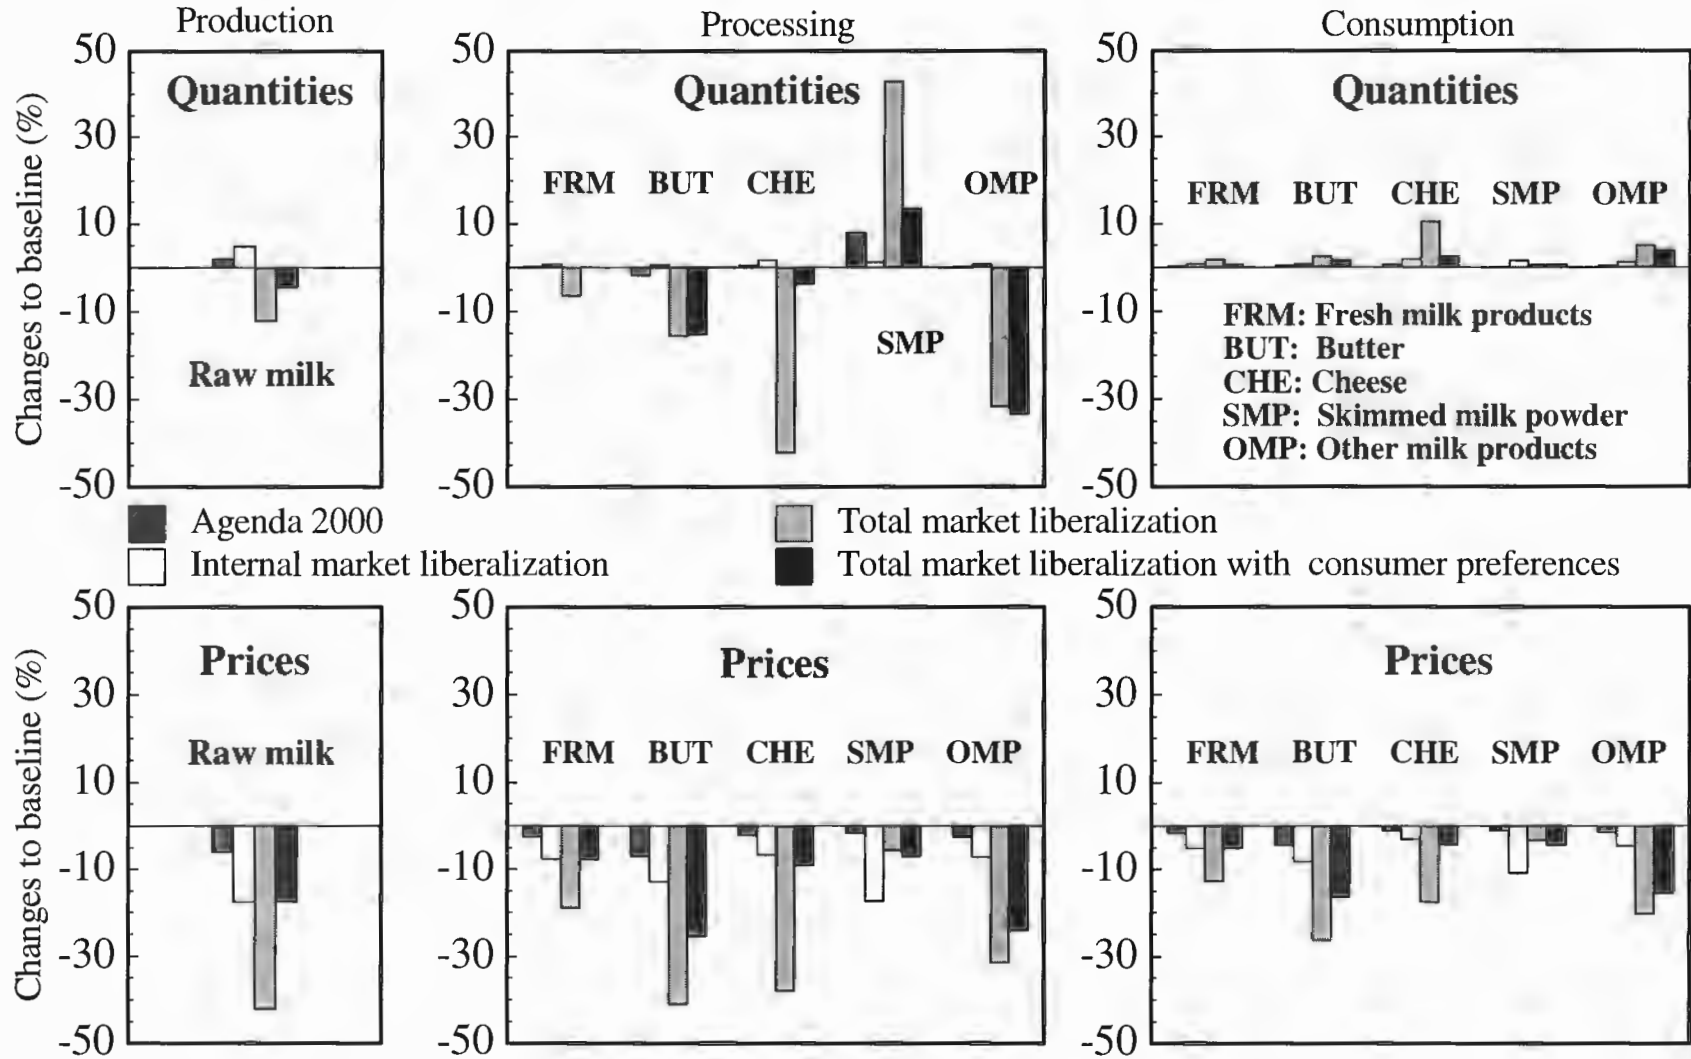 Production
Processing
Consumption
Changes to baseline (%)
50
30
10
-10
-30
-50
Quantities
Raw milk
50
30
10
-10
-30
-50
Quantities
FRM BUT CHE OMP
SMP
50
30
10
-10
-30
-50
Quantities
FRM BUT CHE SMP OMP
FRM: Fresh milk products
BUT: Butter
CHE: Cheese
SMP: Skimmed milk powder
OMP: Other milk products
Agenda 2000
Internal market liberalization
Total market liberalization
Total market liberalization with consumer preferences
Changes to baseline (%)
50
30
10
-10
-30
-50
Prices
Raw milk
50
30
10
-10
-30
-50
Prices
FRM BUT CHE SMP OMP
50
30
10
-10
-30
-50
Prices
FRM BUT CHE SMP OMP